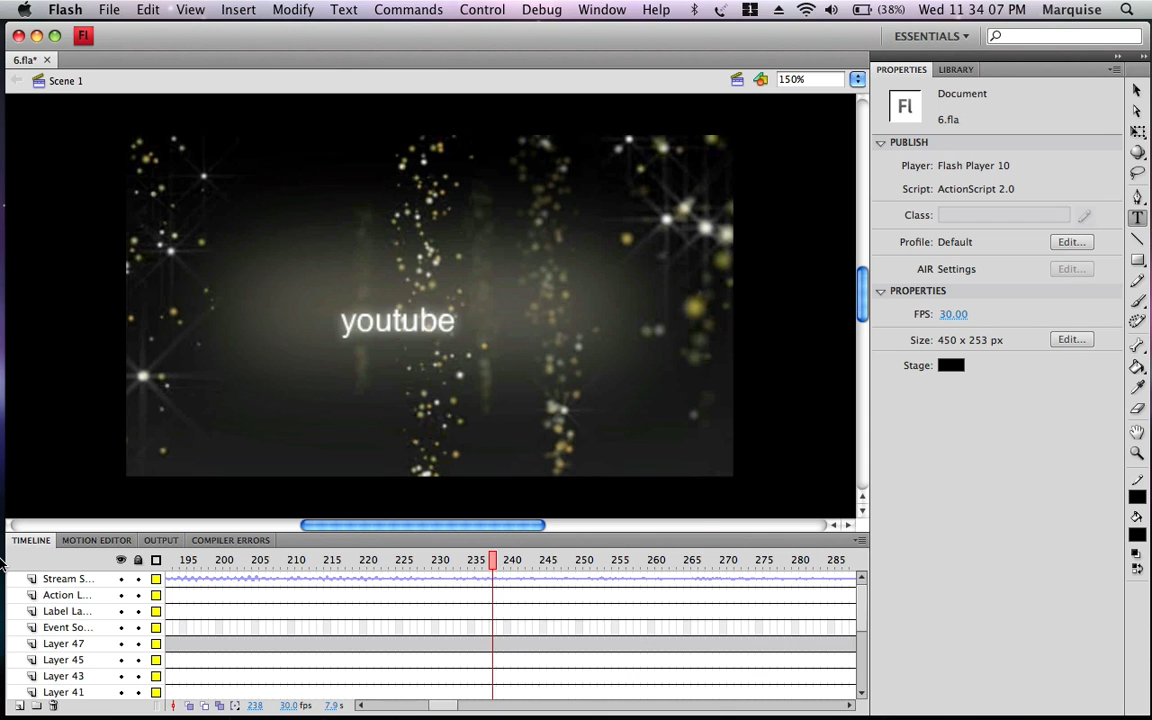 Flash File Edit View Insert Modify Text Commands Control Debug Window Help (38%) Wed 11 34 07 PM Marquise
Fl ESSENTIALS
6.fla*
Scene 1 150%
PROPERTIES LIBRARY
Fl Document
6.fla
PUBLISH
Player: Flash Player 10
Script: ActionScript 2.0
Class:
Profile: Default Edit...
AIR Settings Edit...
PROPERTIES
FPS: 30.00
Size: 450 x 253 px Edit...
Stage:
youtube
TIMELINE MOTION EDITOR OUTPUT COMPILER ERRORS
195 200 205 210 215 220 225 230 235 240 245 250 255 260 265 270 275 280 285
Stream S...
Action L...
Label La...
Event So...
Layer 47
Layer 45
Layer 43
Layer 41
238 30.0 fps 7.9 s
T